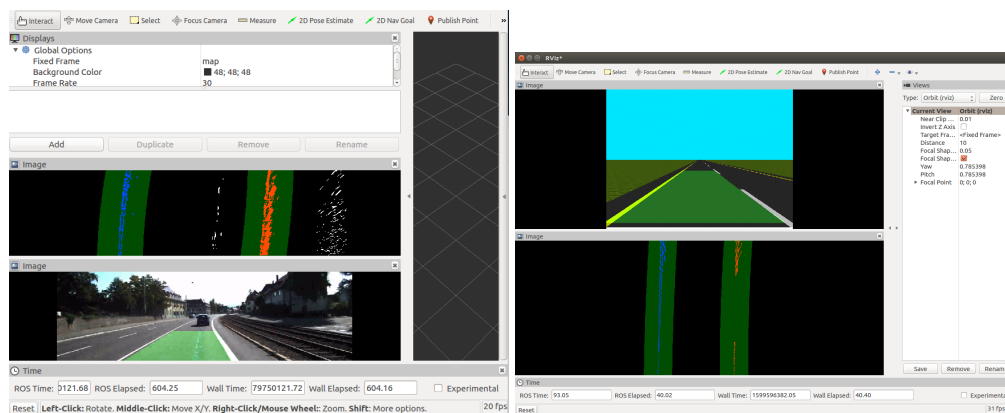 Interact Move Camera Select Focus Camera Measure 2D Pose Estimate 2D Nav Goal Publish Point »
Displays
Global Options
Fixed Frame map
Background Color 48; 48; 48
Frame Rate 30
Add Duplicate Remove Rename
Image
Image
Time
ROS Time: 0121.68 ROS Elapsed: 604.25 Wall Time: 79750121.72 Wall Elapsed: 604.16 Experimental
Reset Left-Click: Rotate. Middle-Click: Move X/Y. Right-Click/Mouse Wheel:: Zoom. Shift: More options. 20 fps
RViz*
Interact Move Camera Select Focus Camera Measure 2D Pose Estimate 2D Nav Goal Publish Point
Image
Views
Type: Orbit (rviz) Zero
Current View Orbit (rviz)
Near Clip ... 0.01
Invert Z Axis
Target Fra... <Fixed Frame>
Distance 10
Focal Shap... 0.05
Focal Shap...
Yaw 0.785398
Pitch 0.785398
Focal Point 0; 0; 0
Image
Save Remove Renam
Time
ROS Time: 93.05 ROS Elapsed: 40.02 Wall Time: 1599596382.05 Wall Elapsed: 40.40 Experime
Reset 31 fps